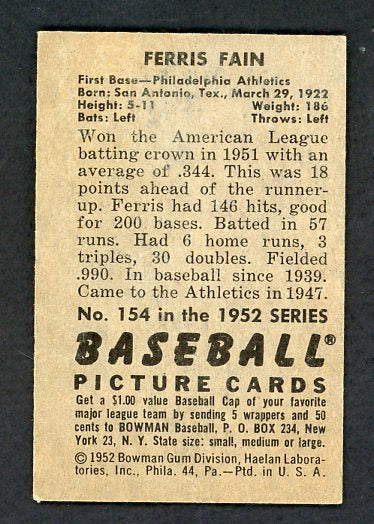 FERRIS FAIN
First Base—Philadelphia Athletics
Born: San Antonio, Tex., March 29, 1922
Height: 5-11 Weight: 186
Bats: Left Throws: Left
Won the American League
batting crown in 1951 with an
average of .344. This was 18
points ahead of the runner-
up. Ferris had 146 hits, good
for 200 bases. Batted in 57
runs. Had 6 home runs, 3
triples, 30 doubles. Fielded
.990. In baseball since 1939.
Came to the Athletics in 1947.
No. 154 in the 1952 SERIES
BASEBALL®
PICTURE CARDS
Get a $1.00 value Baseball Cap of your favorite
major league team by sending 5 wrappers and 50
cents to BOWMAN Baseball, P. O. BOX 234, New
York 23, N. Y. State size: small, medium or large.
©1952 Bowman Gum Division, Haelan Labora-
tories, Inc., Phila. 44, Pa.—Ptd. in U. S. A.